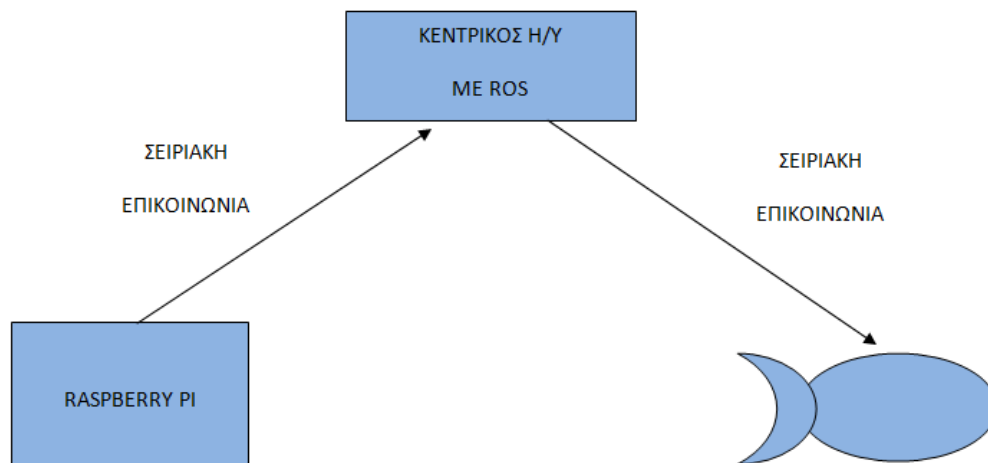 ΚΕΝΤΡΙΚΟΣ Η/Υ
ΜΕ ROS
ΣΕΙΡΙΑΚΗ
ΕΠΙΚΟΙΝΩΝΙΑ
ΣΕΙΡΙΑΚΗ
ΕΠΙΚΟΙΝΩΝΙΑ
RASPBERRY PI